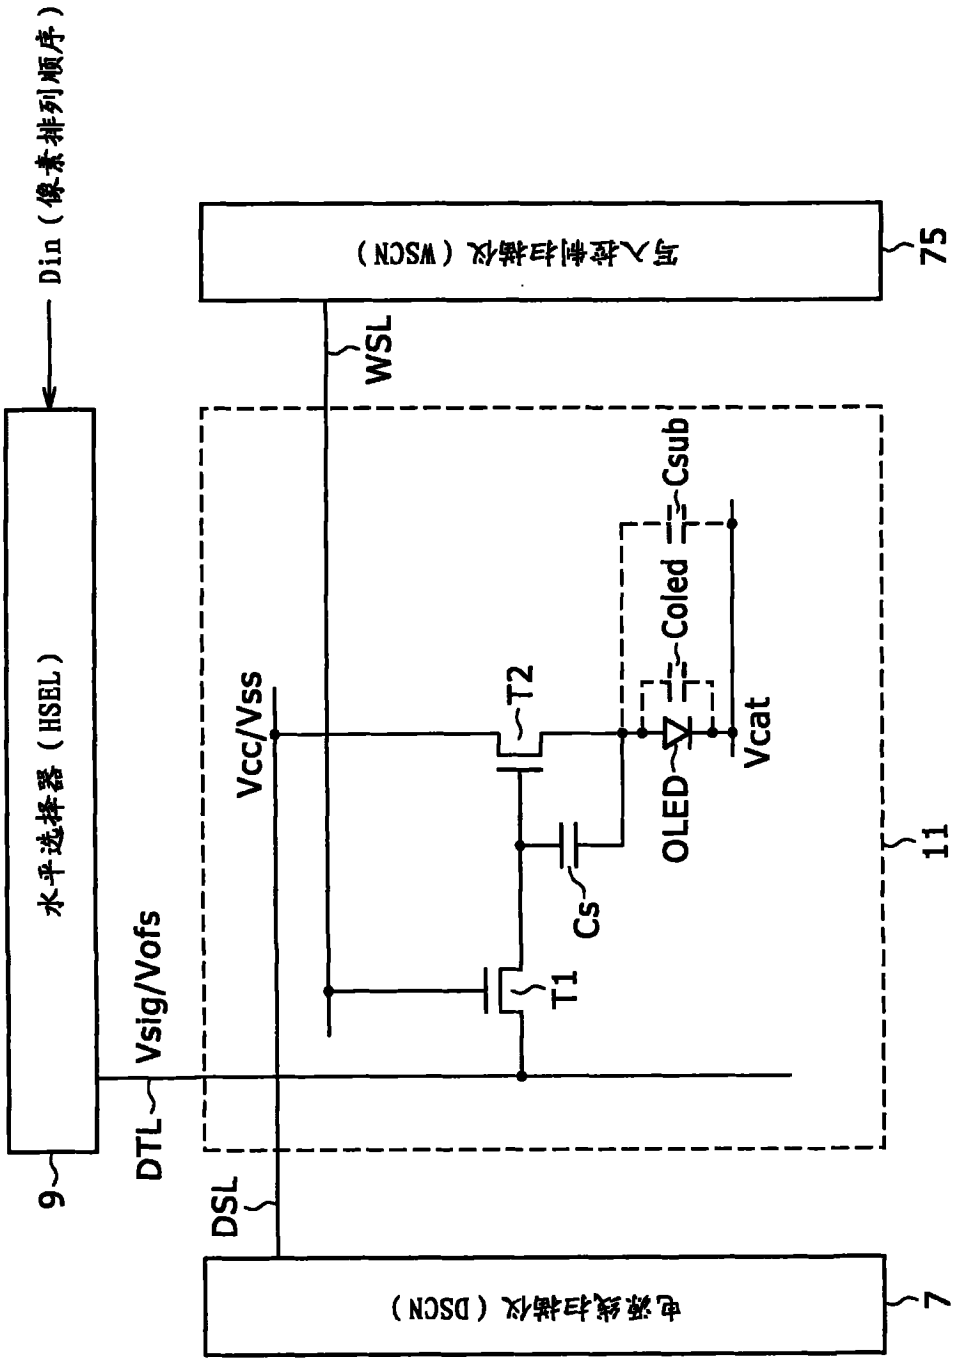 水平选择器（HSEL）
Din（像素排列顺序）
9
DTL
Vsig/Vofs
DSL
Vcc/Vss
WSL
电源线扫描仪（DSCN）
7
写入控制扫描仪（WSCN）
75
T1
T2
Cs
OLED
Coled
Csub
Vcat
11